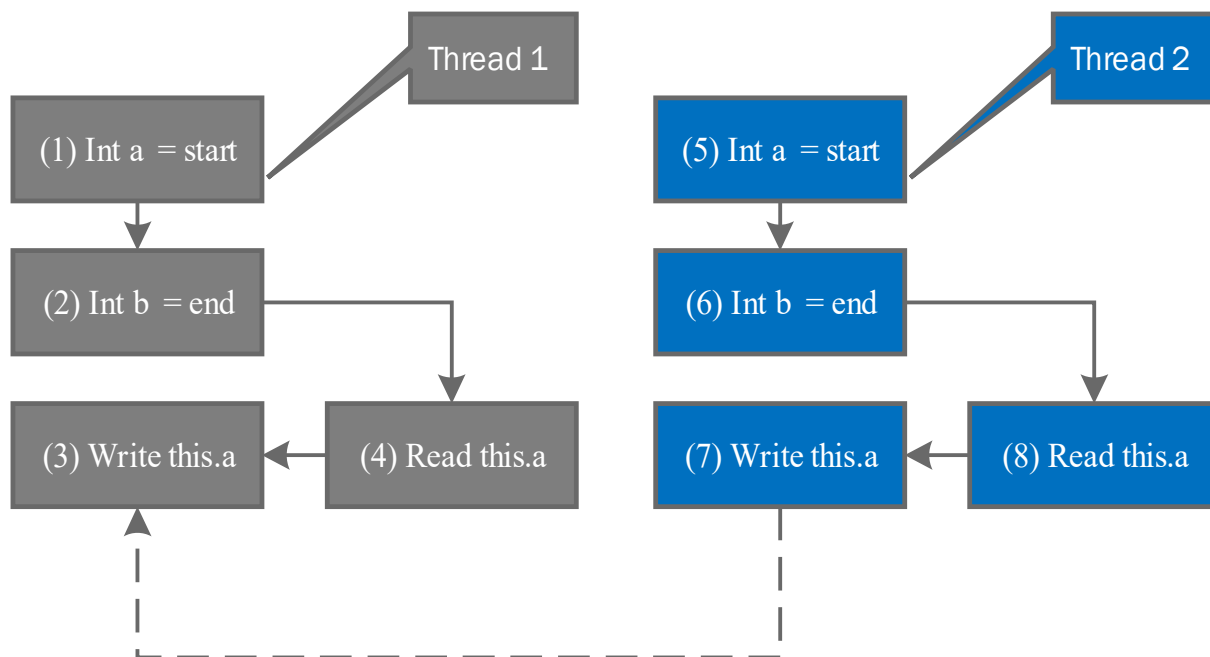 Thread 1
Thread 2
(1) Int a = start
(5) Int a = start
(2) Int b = end
(6) Int b = end
(3) Write this.a
(4) Read this.a
(7) Write this.a
(8) Read this.a